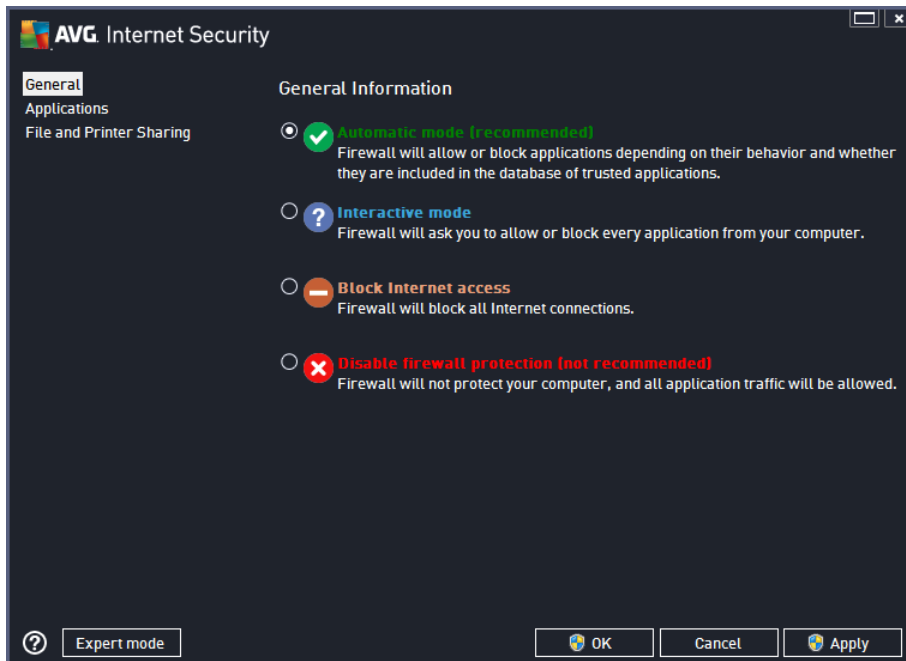 AVG. Internet Security
General
Applications
File and Printer Sharing
General Information
Automatic mode (recommended)
Firewall will allow or block applications depending on their behavior and whether
they are included in the database of trusted applications.
Interactive mode
Firewall will ask you to allow or block every application from your computer.
Block Internet access
Firewall will block all Internet connections.
Disable firewall protection (not recommended)
Firewall will not protect your computer, and all application traffic will be allowed.
Expert mode
OK
Cancel
Apply